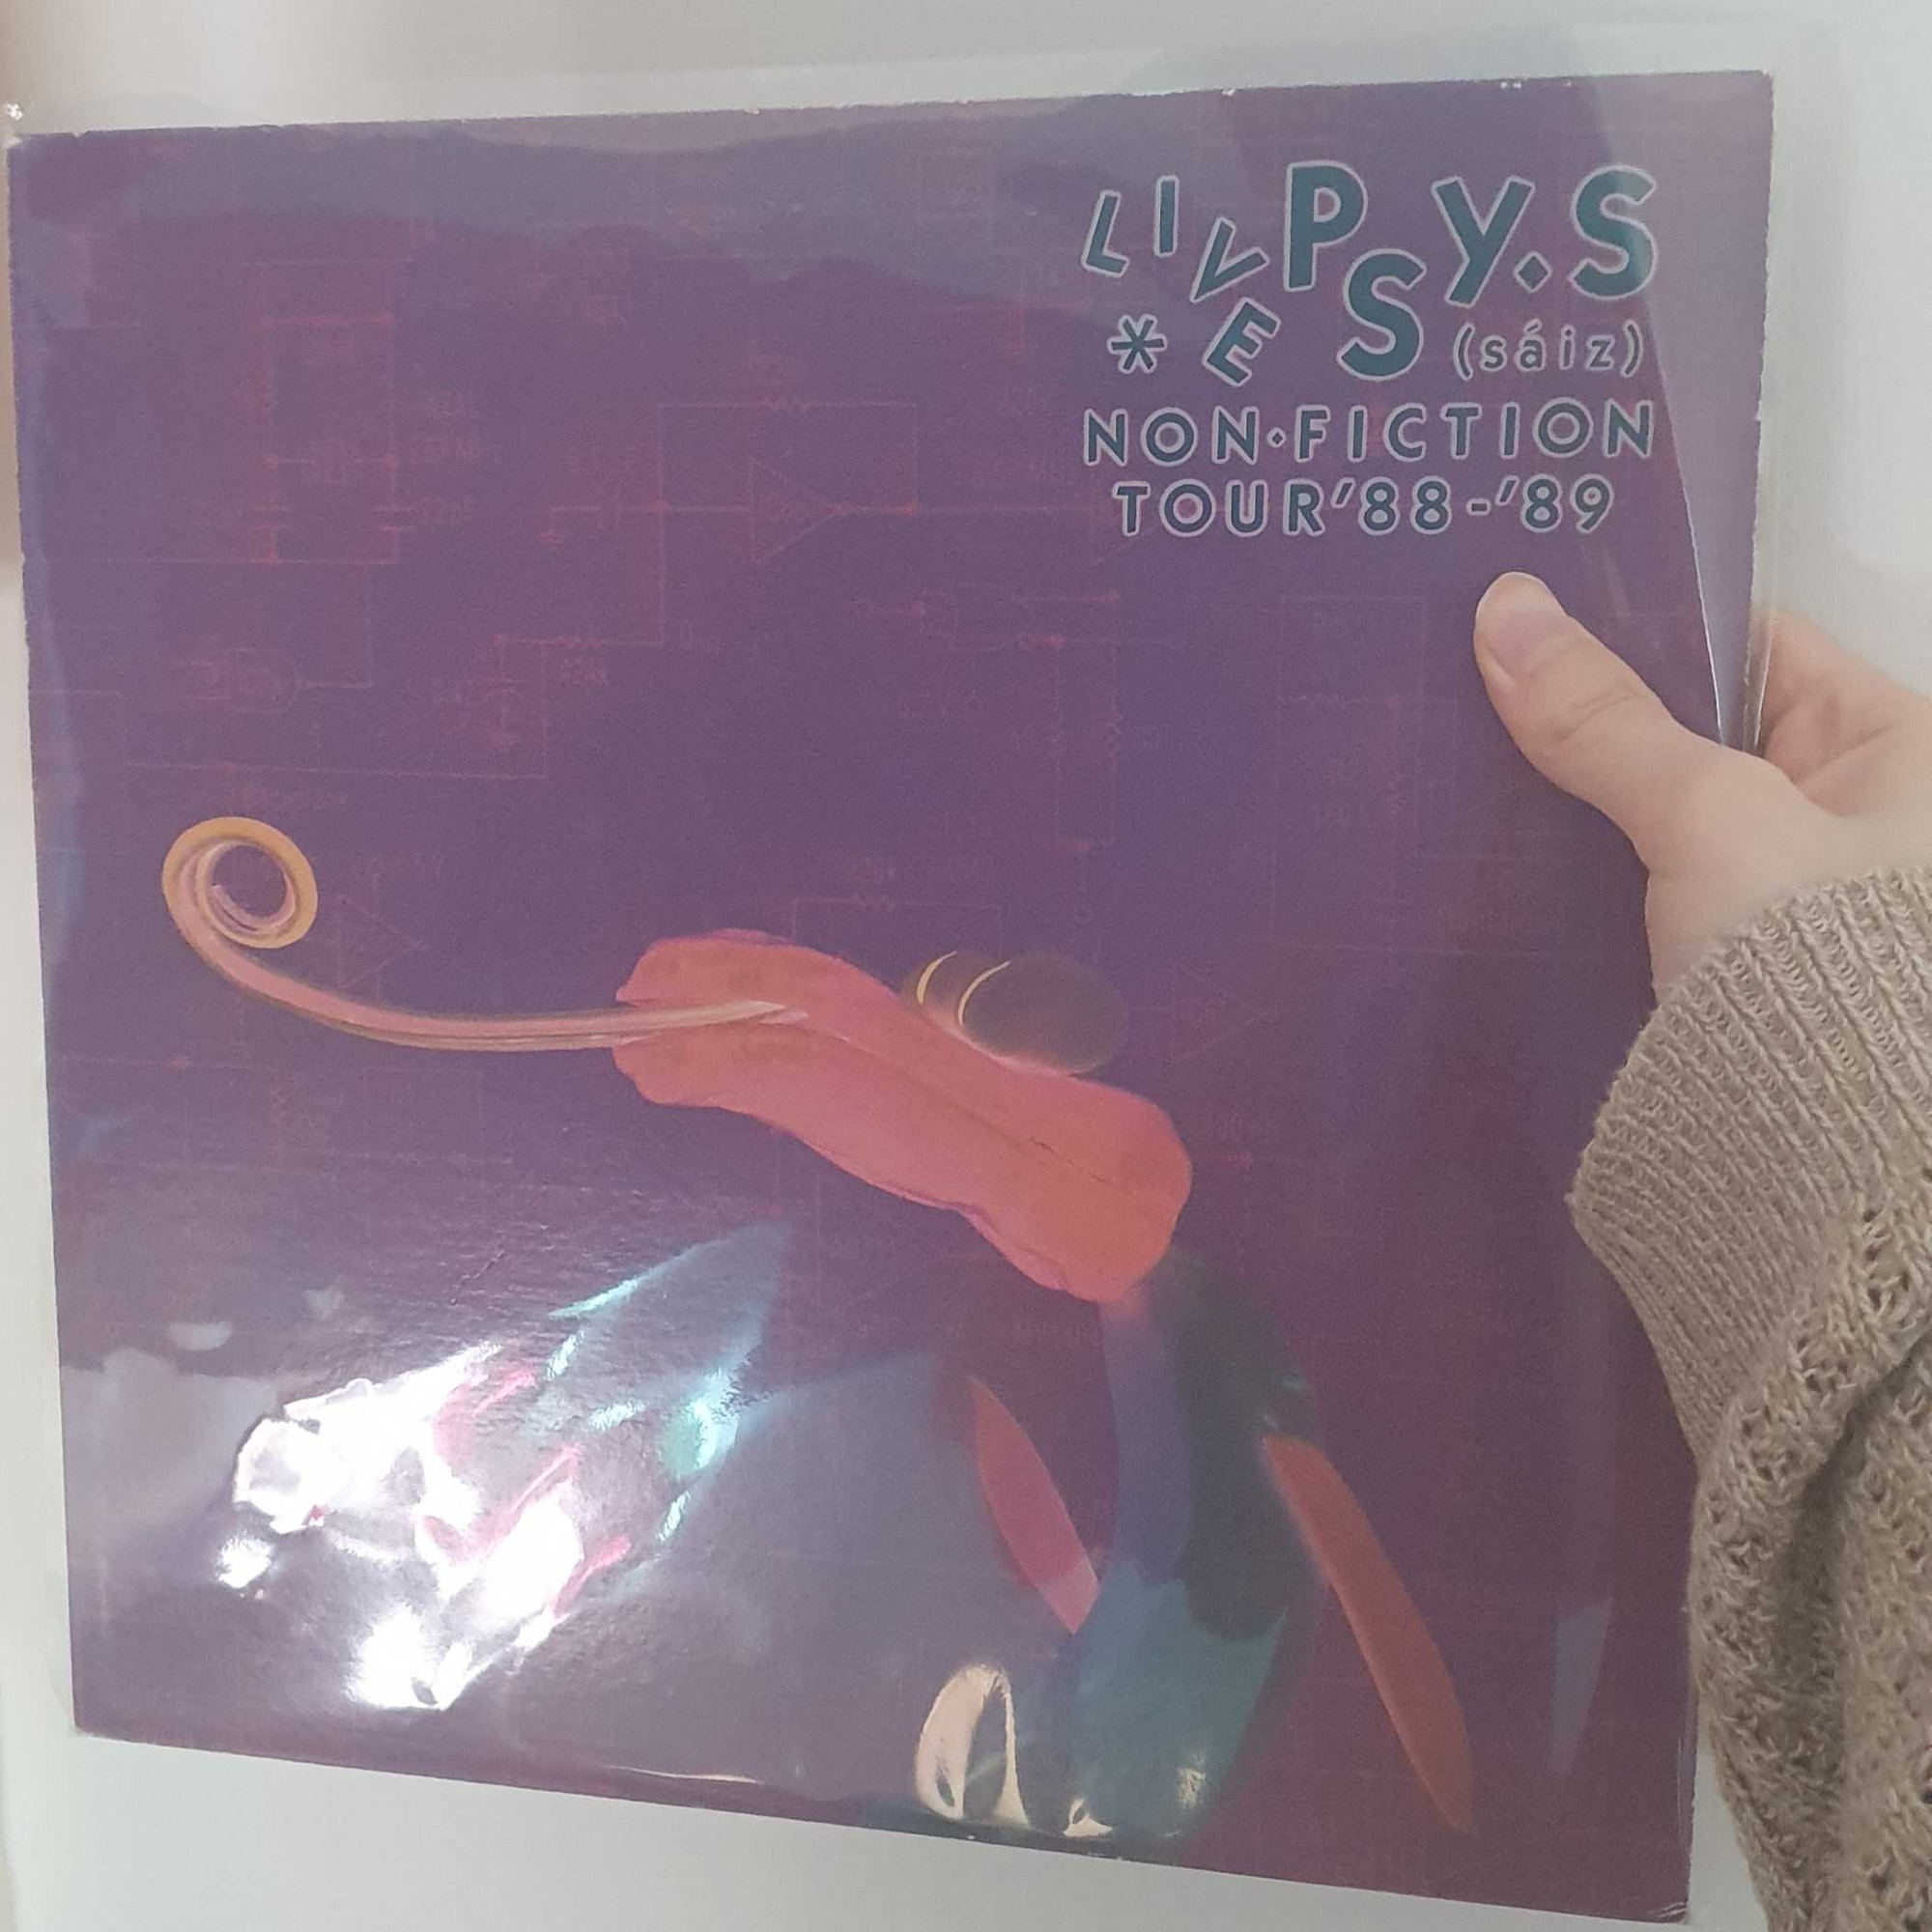 LIVE PSY・S
* (sáiz)
NON・FICTION
TOUR'88-'89